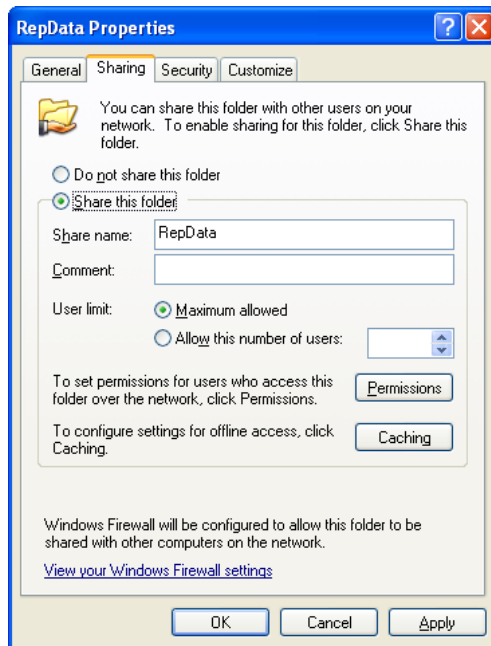 RepData Properties
General Sharing Security Customize
You can share this folder with other users on your
network. To enable sharing for this folder, click Share this
folder.
Do not share this folder
Share this folder
Share name: RepData
Comment:
User limit: Maximum allowed
Allow this number of users:
To set permissions for users who access this
folder over the network, click Permissions.
Permissions
To configure settings for offline access, click
Caching.
Caching
Windows Firewall will be configured to allow this folder to be
shared with other computers on the network.
View your Windows Firewall settings
OK Cancel Apply